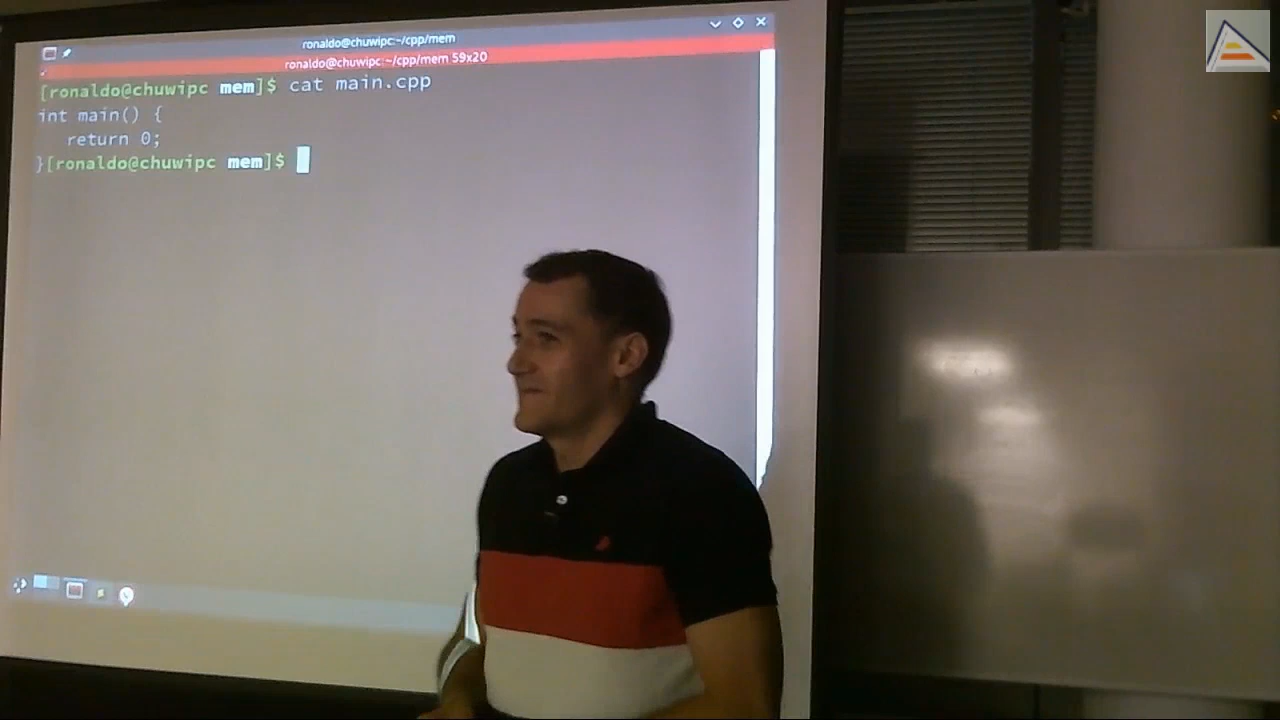 ronaldo@chuwipc:~/cpp/mem
ronaldo@chuwipc:~/cpp/mem 59x20
[ronaldo@chuwipc mem]$ cat main.cpp
int main() {
   return 0;
}[ronaldo@chuwipc mem]$